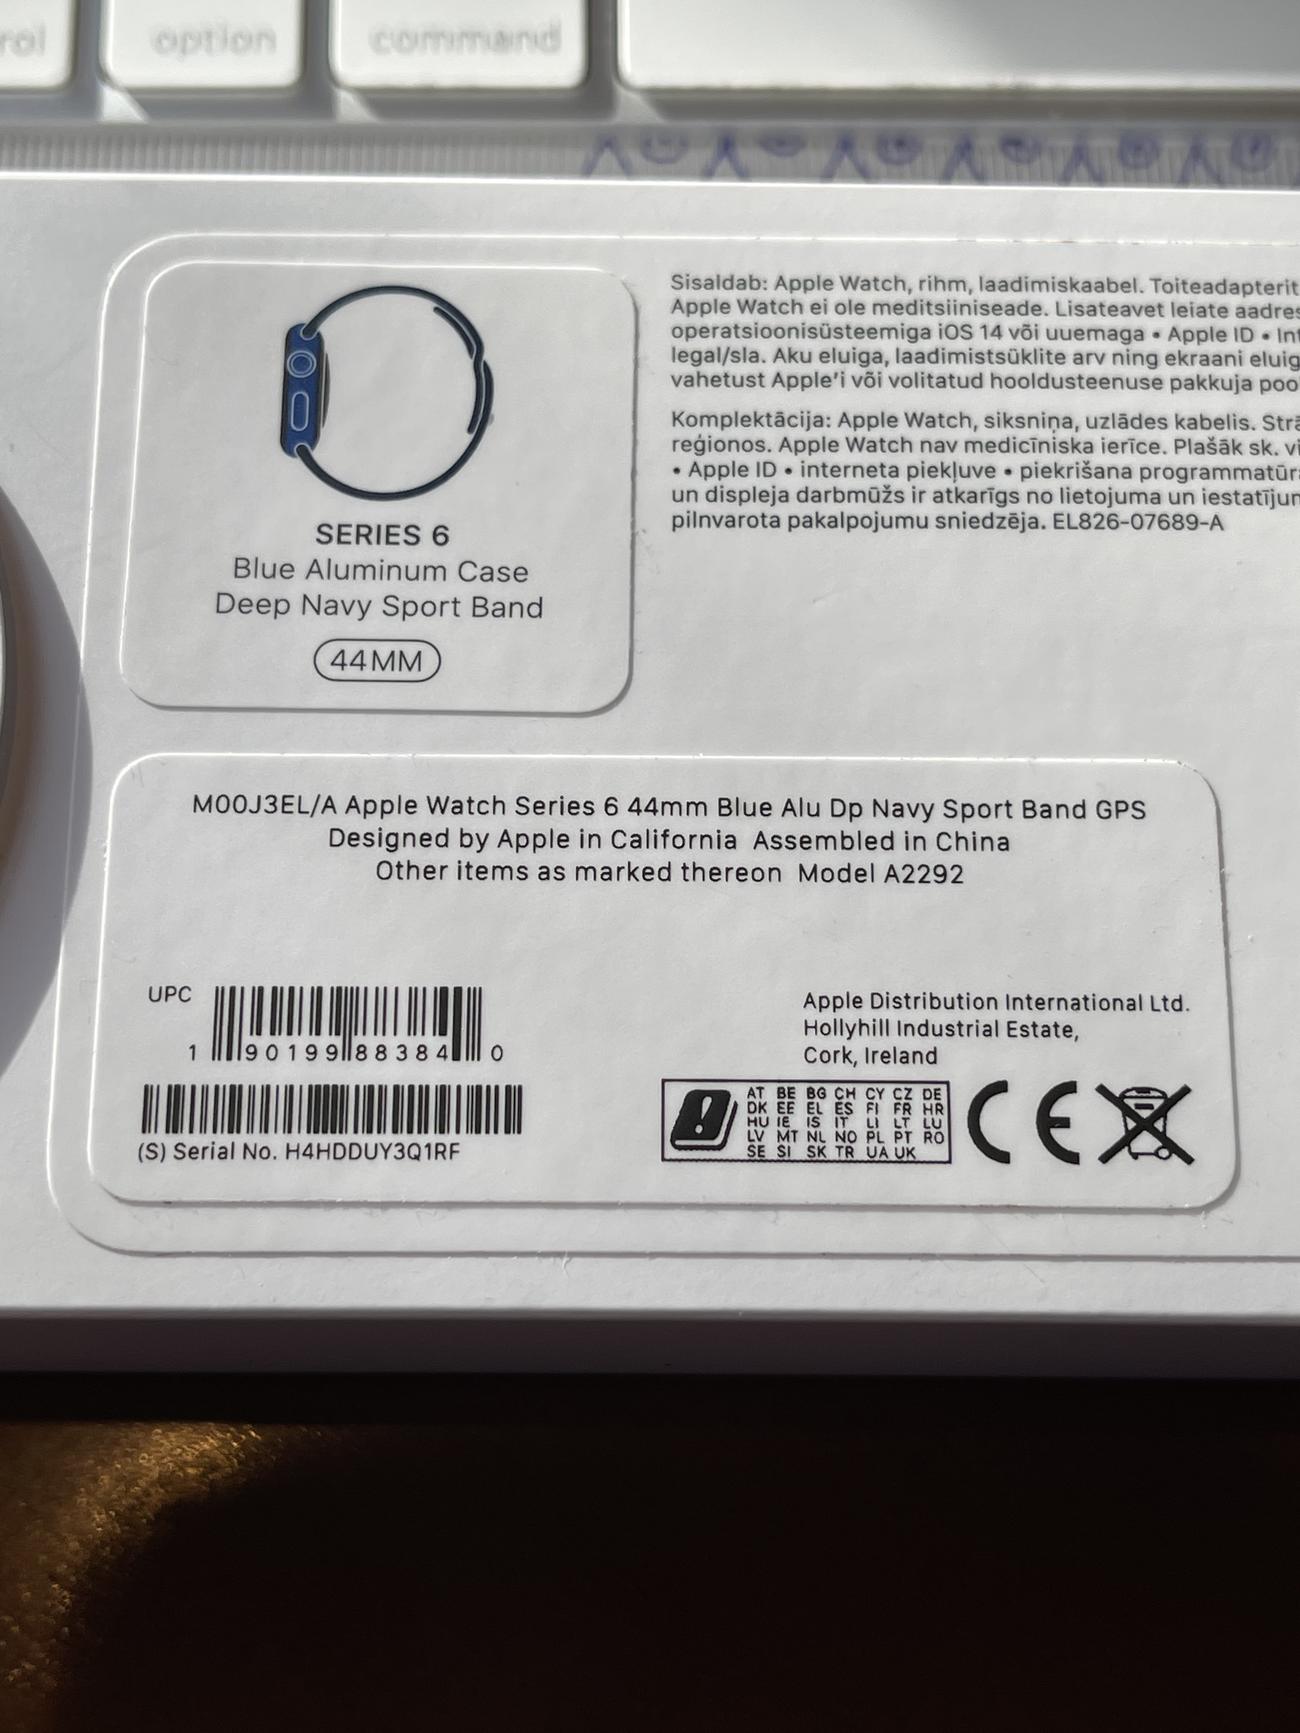 option
command
Sisaldab: Apple Watch, rihm, laadimiskaabel. Toiteadapterit
Apple Watch ei ole meditsiiniseade. Lisateavet leiate aadres
operatsioonisüsteemiga iOS 14 või uuemaga • Apple ID • Int
legal/sla. Aku eluiga, laadimistsüklite arv ning ekraani eluig
vahetust Apple'i või volitatud hooldusteenuse pakkuja poo
Komplektācija: Apple Watch, siksniņa, uzlādes kabelis. Strā
reģionos. Apple Watch nav medicīniska ierīce. Plašāk sk. vi
• Apple ID • interneta piekļuve • piekrišana programmatūra
un displeja darbmūžs ir atkarīgs no lietojuma un iestatījum
pilnvarota pakalpojumu sniedzēja. EL826-07689-A
SERIES 6
Blue Aluminum Case
Deep Navy Sport Band
44MM
M00J3EL/A Apple Watch Series 6 44mm Blue Alu Dp Navy Sport Band GPS
Designed by Apple in California Assembled in China
Other items as marked thereon Model A2292
UPC
1 90199 88384 0
(S) Serial No. H4HDDUY3Q1RF
Apple Distribution International Ltd.
Hollyhill Industrial Estate,
Cork, Ireland
AT BE BG CH CY CZ DE
DK EE EL ES FI FR HR
HU IE IS IT LI LT LU
LV MT NL NO PL PT RO
SE SI SK TR UA UK
CE